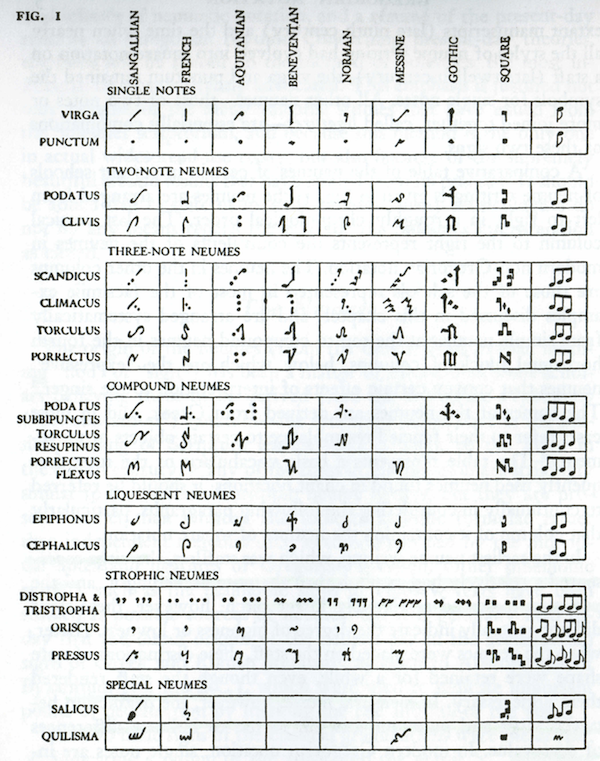 FIG. I
SANGALLIAN FRENCH AQUITANIAN BENEVENTAN NORMAN MESSINE GOTHIC SQUARE
SINGLE NOTES
VIRGA
PUNCTUM
TWO-NOTE NEUMES
PODATUS
CLIVIS
THREE-NOTE NEUMES
SCANDICUS
CLIMACUS
TORCULUS
PORRECTUS
COMPOUND NEUMES
PODATUS
SUBBIPUNCTIS
TORCULUS
RESUPINUS
PORRECTUS
FLEXUS
LIQUESCENT NEUMES
EPIPHONUS
CEPHALICUS
STROPHIC NEUMES
DISTROPHA &
TRISTROPHA
ORISCUS
PRESSUS
SPECIAL NEUMES
SALICUS
QUILISMA